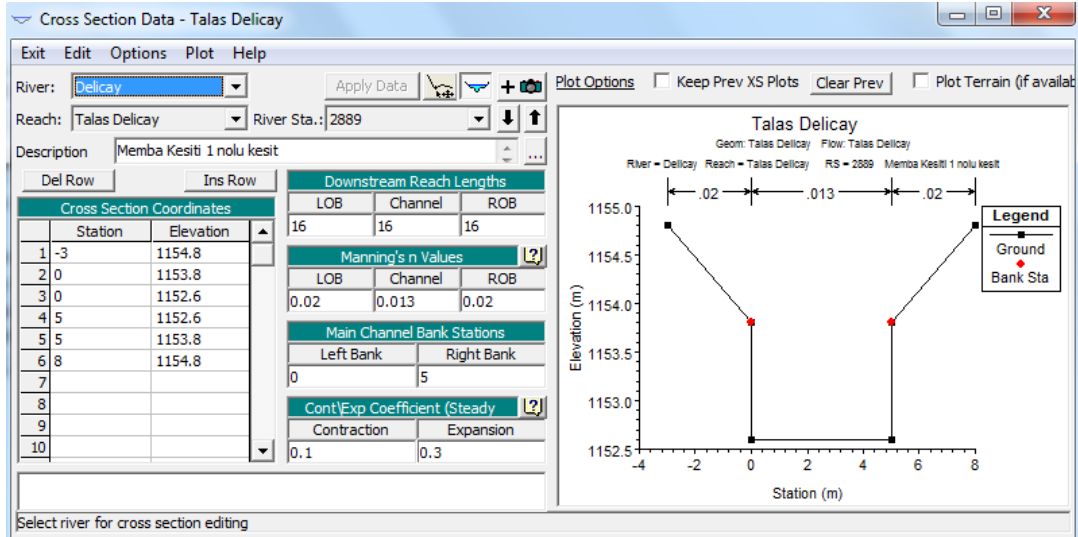 Cross Section Data - Talas Delicay
Exit Edit Options Plot Help
River: Delicay Apply Data
Reach: Talas Delicay River Sta.: 2889
Description Memba Kesiti 1 nolu kesit ...
Del Row Ins Row
Cross Section Coordinates
Station Elevation
1 -3 1154.8
2 0 1153.8
3 0 1152.6
4 5 1152.6
5 5 1153.8
6 8 1154.8
7
8
9
10
Downstream Reach Lengths
LOB Channel ROB
16 16 16
Manning's n Values
LOB Channel ROB
0.02 0.013 0.02
Main Channel Bank Stations
Left Bank Right Bank
0 5
Cont\Exp Coefficient (Steady
Contraction Expansion
0.1 0.3
Select river for cross section editing
Plot Options Keep Prev XS Plots Clear Prev Plot Terrain (if availab
Talas Delicay
Geom: Talas Delicay Flow: Talas Delicay
River = Delicay Reach = Talas Delicay RS = 2889 Memba Kesiti 1 nolu kesit
.02 .013 .02
1155.0
1154.5
1154.0
1153.5
1153.0
1152.5
Elevation (m)
-4 -2 0 2 4 6 8
Station (m)
Legend
Ground
Bank Sta